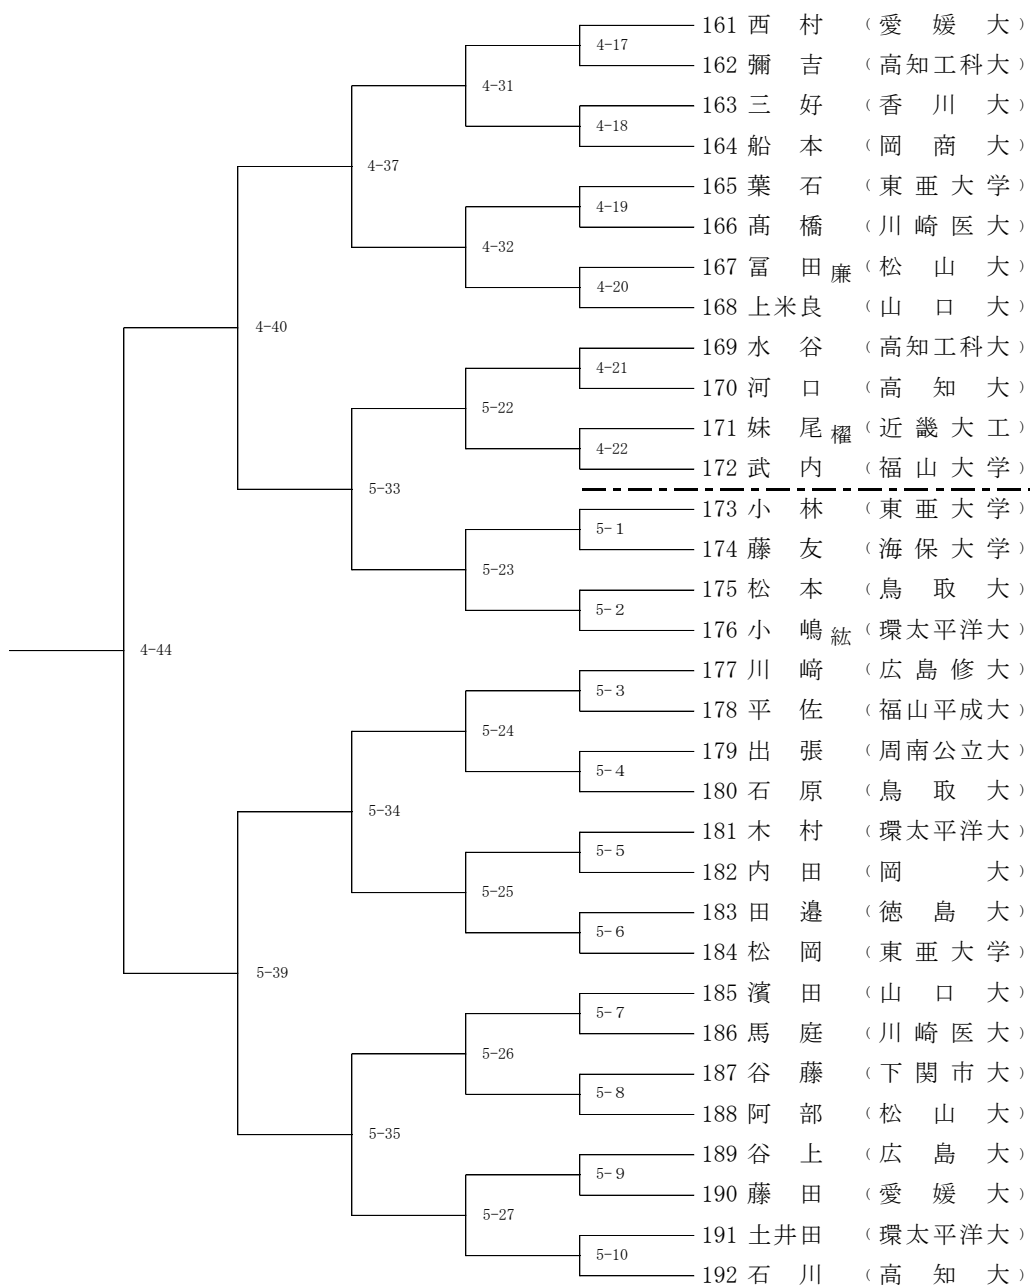 161 西村 (愛媛大)
4-17
162 彌吉 (高知工科大)
4-31
163 三好 (香川大)
4-18
164 船本 (岡商大)
4-37
165 葉石 (東亜大学)
4-19
166 髙橋 (川崎医大)
4-32
167 冨田廉 (松山大)
4-20
168 上米良 (山口大)
4-40
169 水谷 (高知工科大)
4-21
170 河口 (高知大)
5-22
171 妹尾櫂 (近畿大工)
4-22
172 武内 (福山大学)
5-33
173 小林 (東亜大学)
5-1
174 藤友 (海保大学)
5-23
175 松本 (鳥取大)
5-2
176 小嶋紘 (環太平洋大)
4-44
177 川﨑 (広島修大)
5-3
178 平佐 (福山平成大)
5-24
179 出張 (周南公立大)
5-4
180 石原 (鳥取大)
5-34
181 木村 (環太平洋大)
5-5
182 内田 (岡大)
5-25
183 田邉 (徳島大)
5-6
184 松岡 (東亜大学)
5-39
185 濱田 (山口大)
5-7
186 馬庭 (川崎医大)
5-26
187 谷藤 (下関市大)
5-8
188 阿部 (松山大)
5-35
189 谷上 (広島大)
5-9
190 藤田 (愛媛大)
5-27
191 土井田 (環太平洋大)
5-10
192 石川 (高知大)